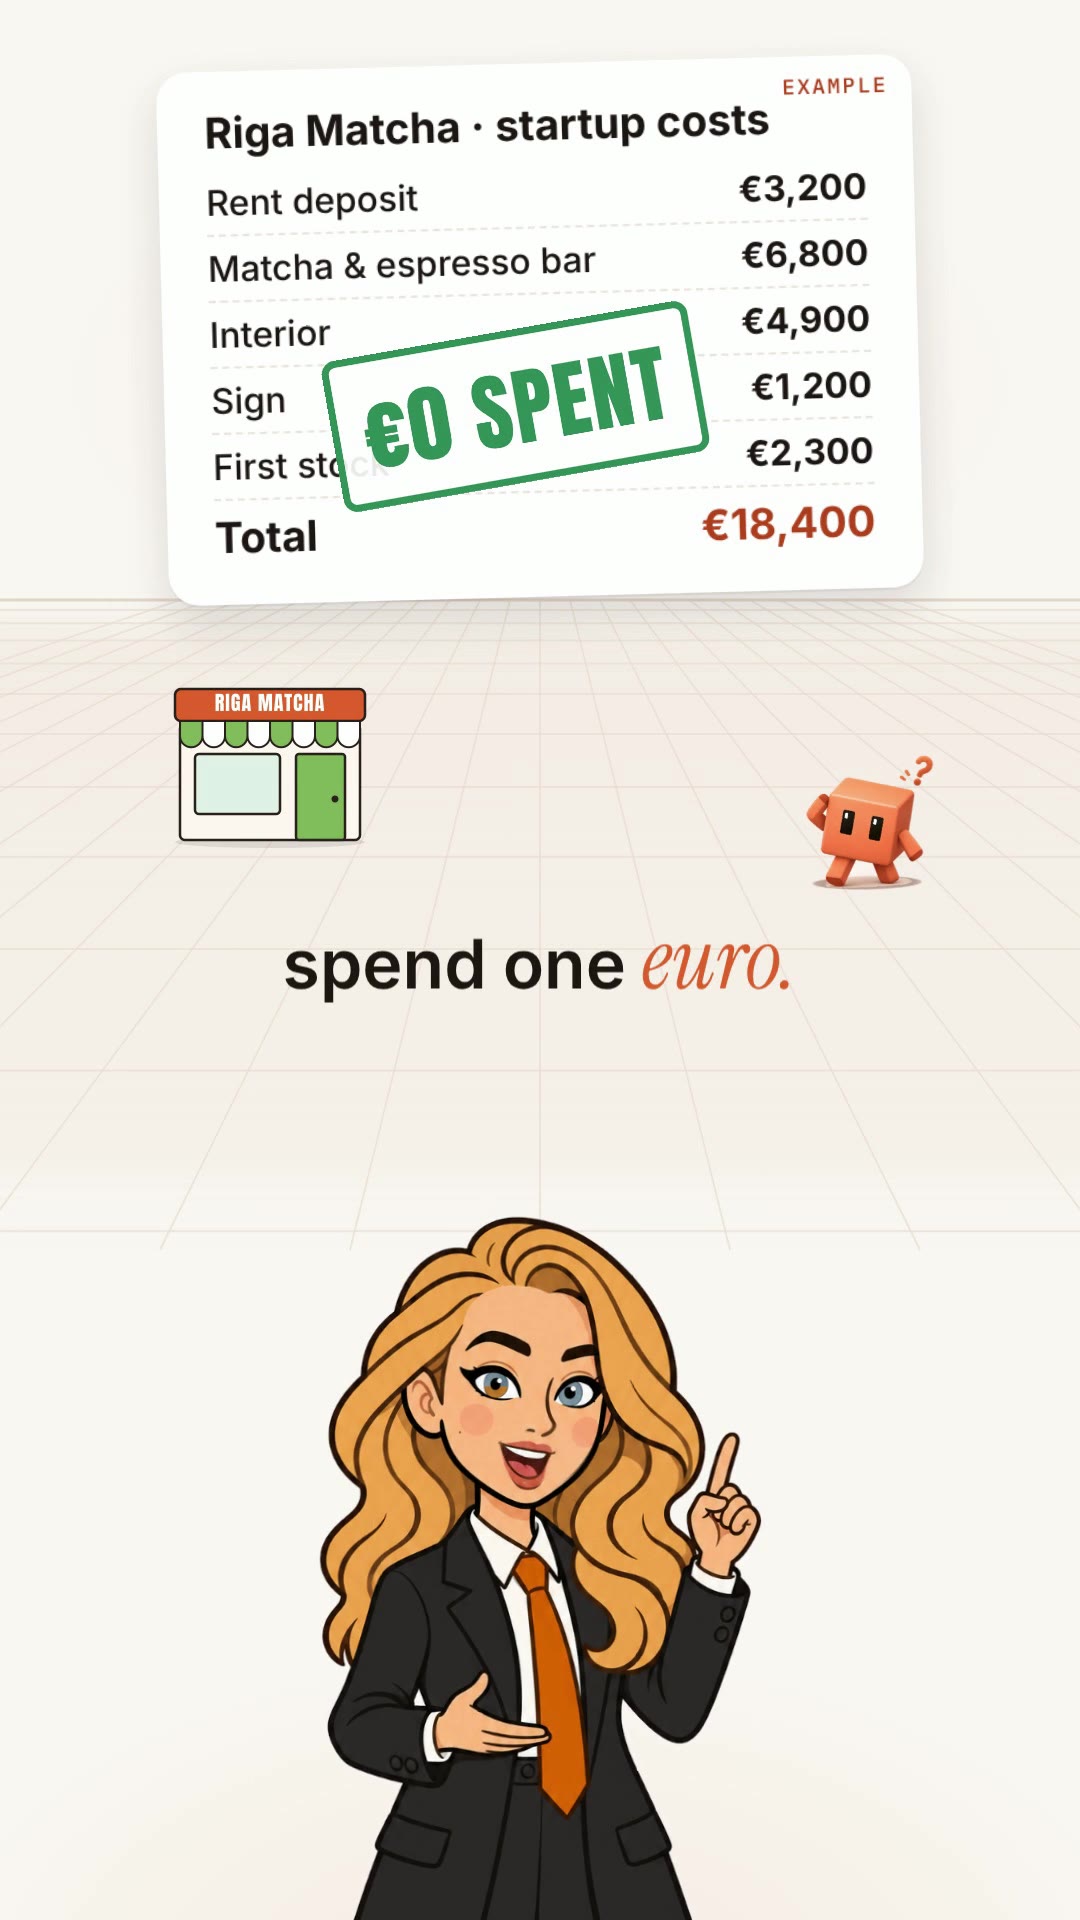 EXAMPLE
Riga Matcha · startup costs
Rent deposit €3,200
Matcha & espresso bar €6,800
Interior €4,900
Sign €1,200
First stock €2,300
€0 SPENT
Total €18,400
RIGA MATCHA
?
spend one euro.